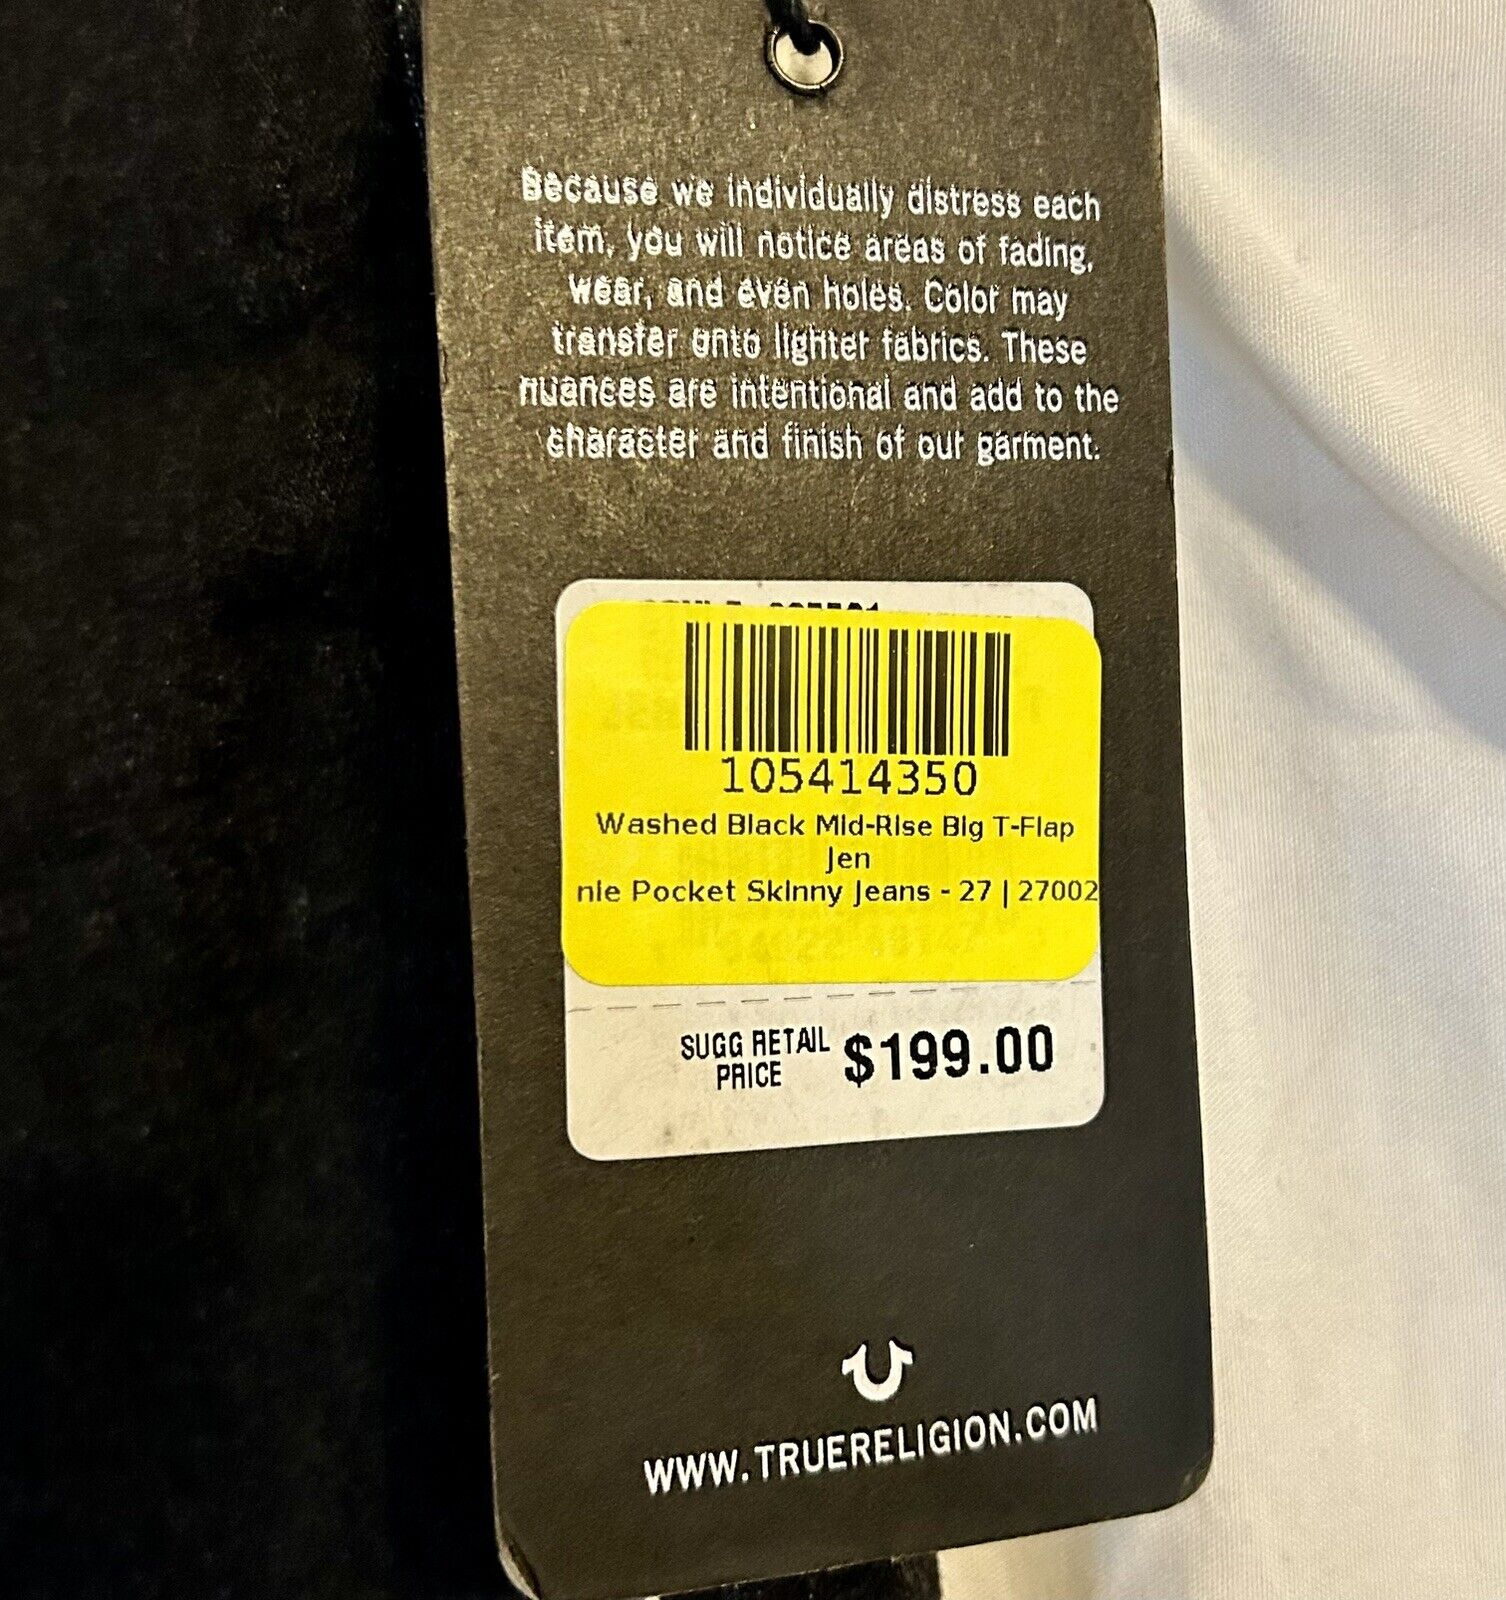 Because we individually distress each
item, you will notice areas of fading,
wear, and even holes. Color may
transfer onto lighter fabrics. These
nuances are intentional and add to the
character and finish of our garment.
105414350
Washed Black Mid-Rise Big T-Flap
Jen
nie Pocket Skinny Jeans - 27 | 27002
SUGG RETAIL
PRICE $199.00
WWW.TRUERELIGION.COM